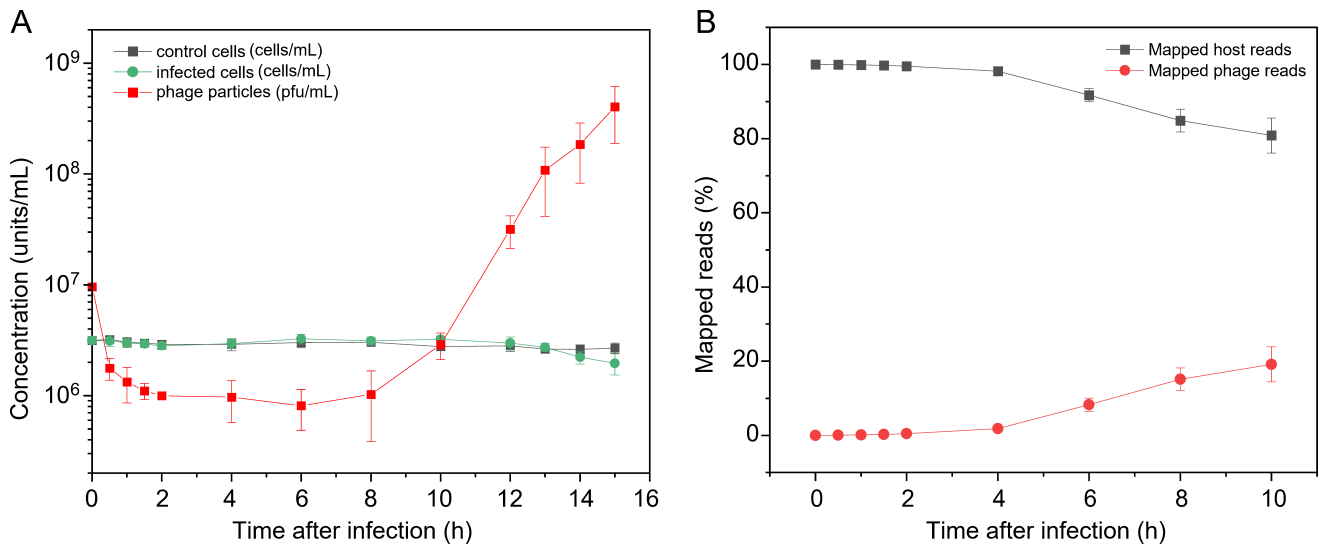 A
10⁹
10⁸
10⁷
10⁶
Concentration (units/mL)
control cells (cells/mL)
infected cells (cells/mL)
phage particles (pfu/mL)
0 2 4 6 8 10 12 14 16
Time after infection (h)
B
100
80
60
40
20
0
Mapped reads (%)
Mapped host reads
Mapped phage reads
0 2 4 6 8 10
Time after infection (h)